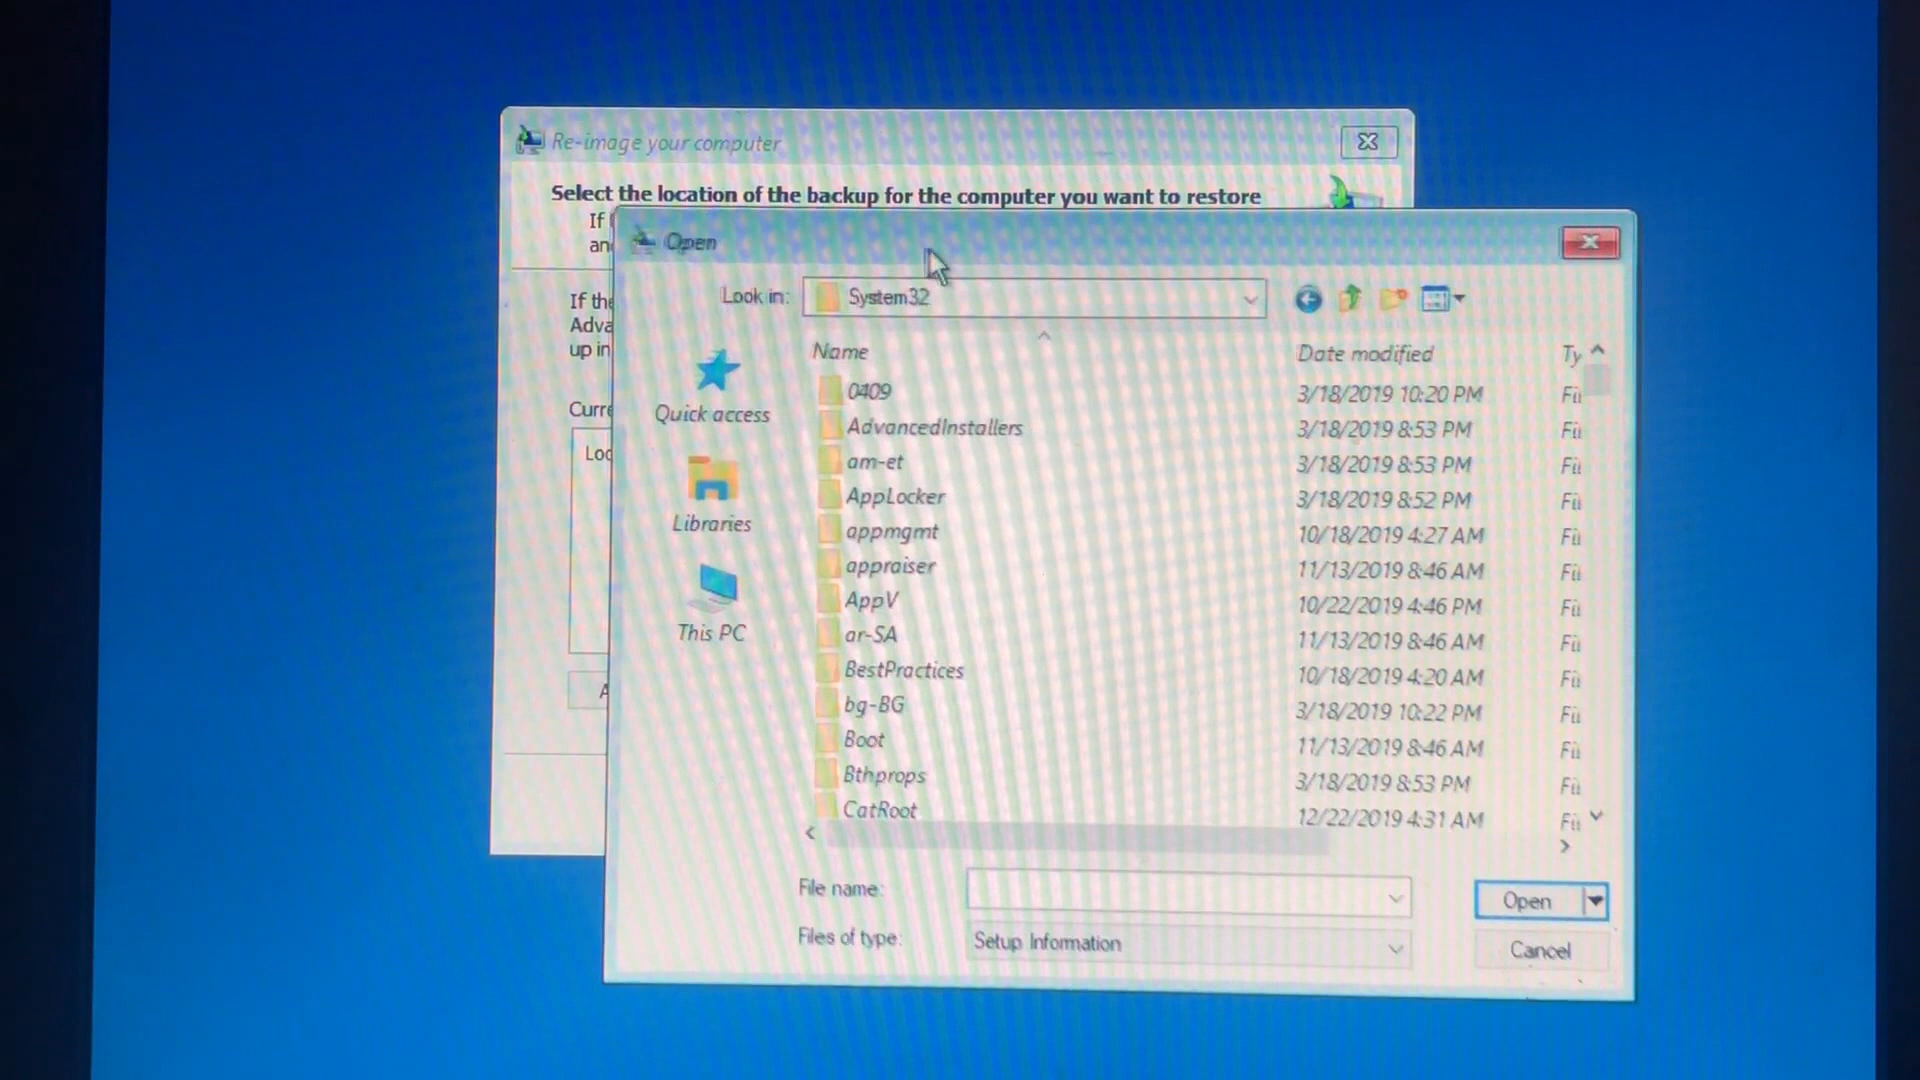 Re-image your computer
Select the location of the backup for the computer you want to restore
If
Open
Look in: System32
If the
up in
Name Date modified Ty
0409 3/18/2019 10:20 PM
AdvancedInstallers 3/18/2019 8:53 PM
am-et 3/18/2019 8:53 PM
AppLocker 3/18/2019 8:52 PM
appmgmt 10/18/2019 4:27 AM
appraiser 11/13/2019 8:46 AM
AppV 10/22/2019 4:46 PM
ar-SA 11/13/2019 8:46 AM
BestPractices 10/18/2019 4:20 AM
bg-BG 3/18/2019 10:22 PM
Boot 11/13/2019 8:46 AM
Bthprops 3/18/2019 8:53 PM
CatRoot 12/22/2019 4:31 AM
Quick access
Libraries
This PC
File name:
Open
Files of type: Setup Information
Cancel